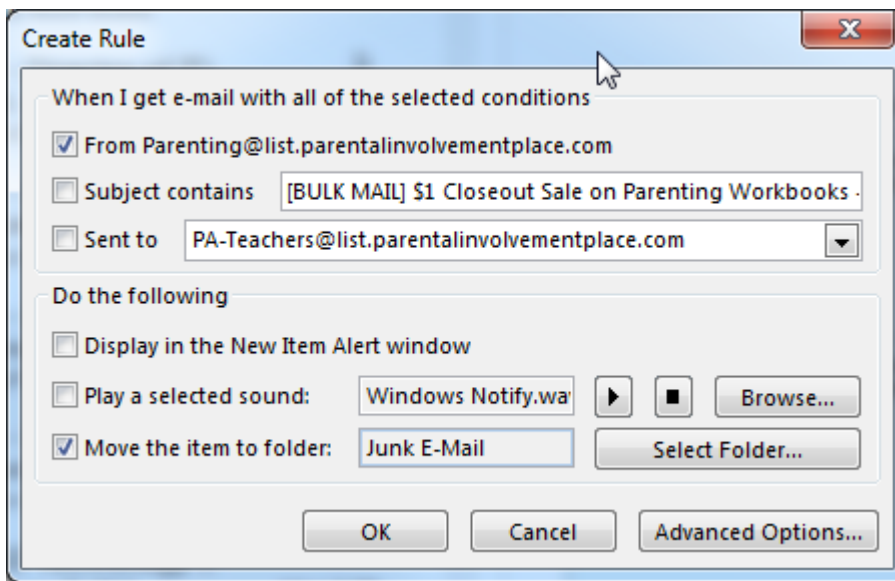 Create Rule
When I get e-mail with all of the selected conditions
From Parenting@list.parentalinvolvementplace.com
Subject contains [BULK MAIL] $1 Closeout Sale on Parenting Workbooks -
Sent to PA-Teachers@list.parentalinvolvementplace.com
Do the following
Display in the New Item Alert window
Play a selected sound: Windows Notify.wav Browse...
Move the item to folder: Junk E-Mail Select Folder...
OK Cancel Advanced Options...